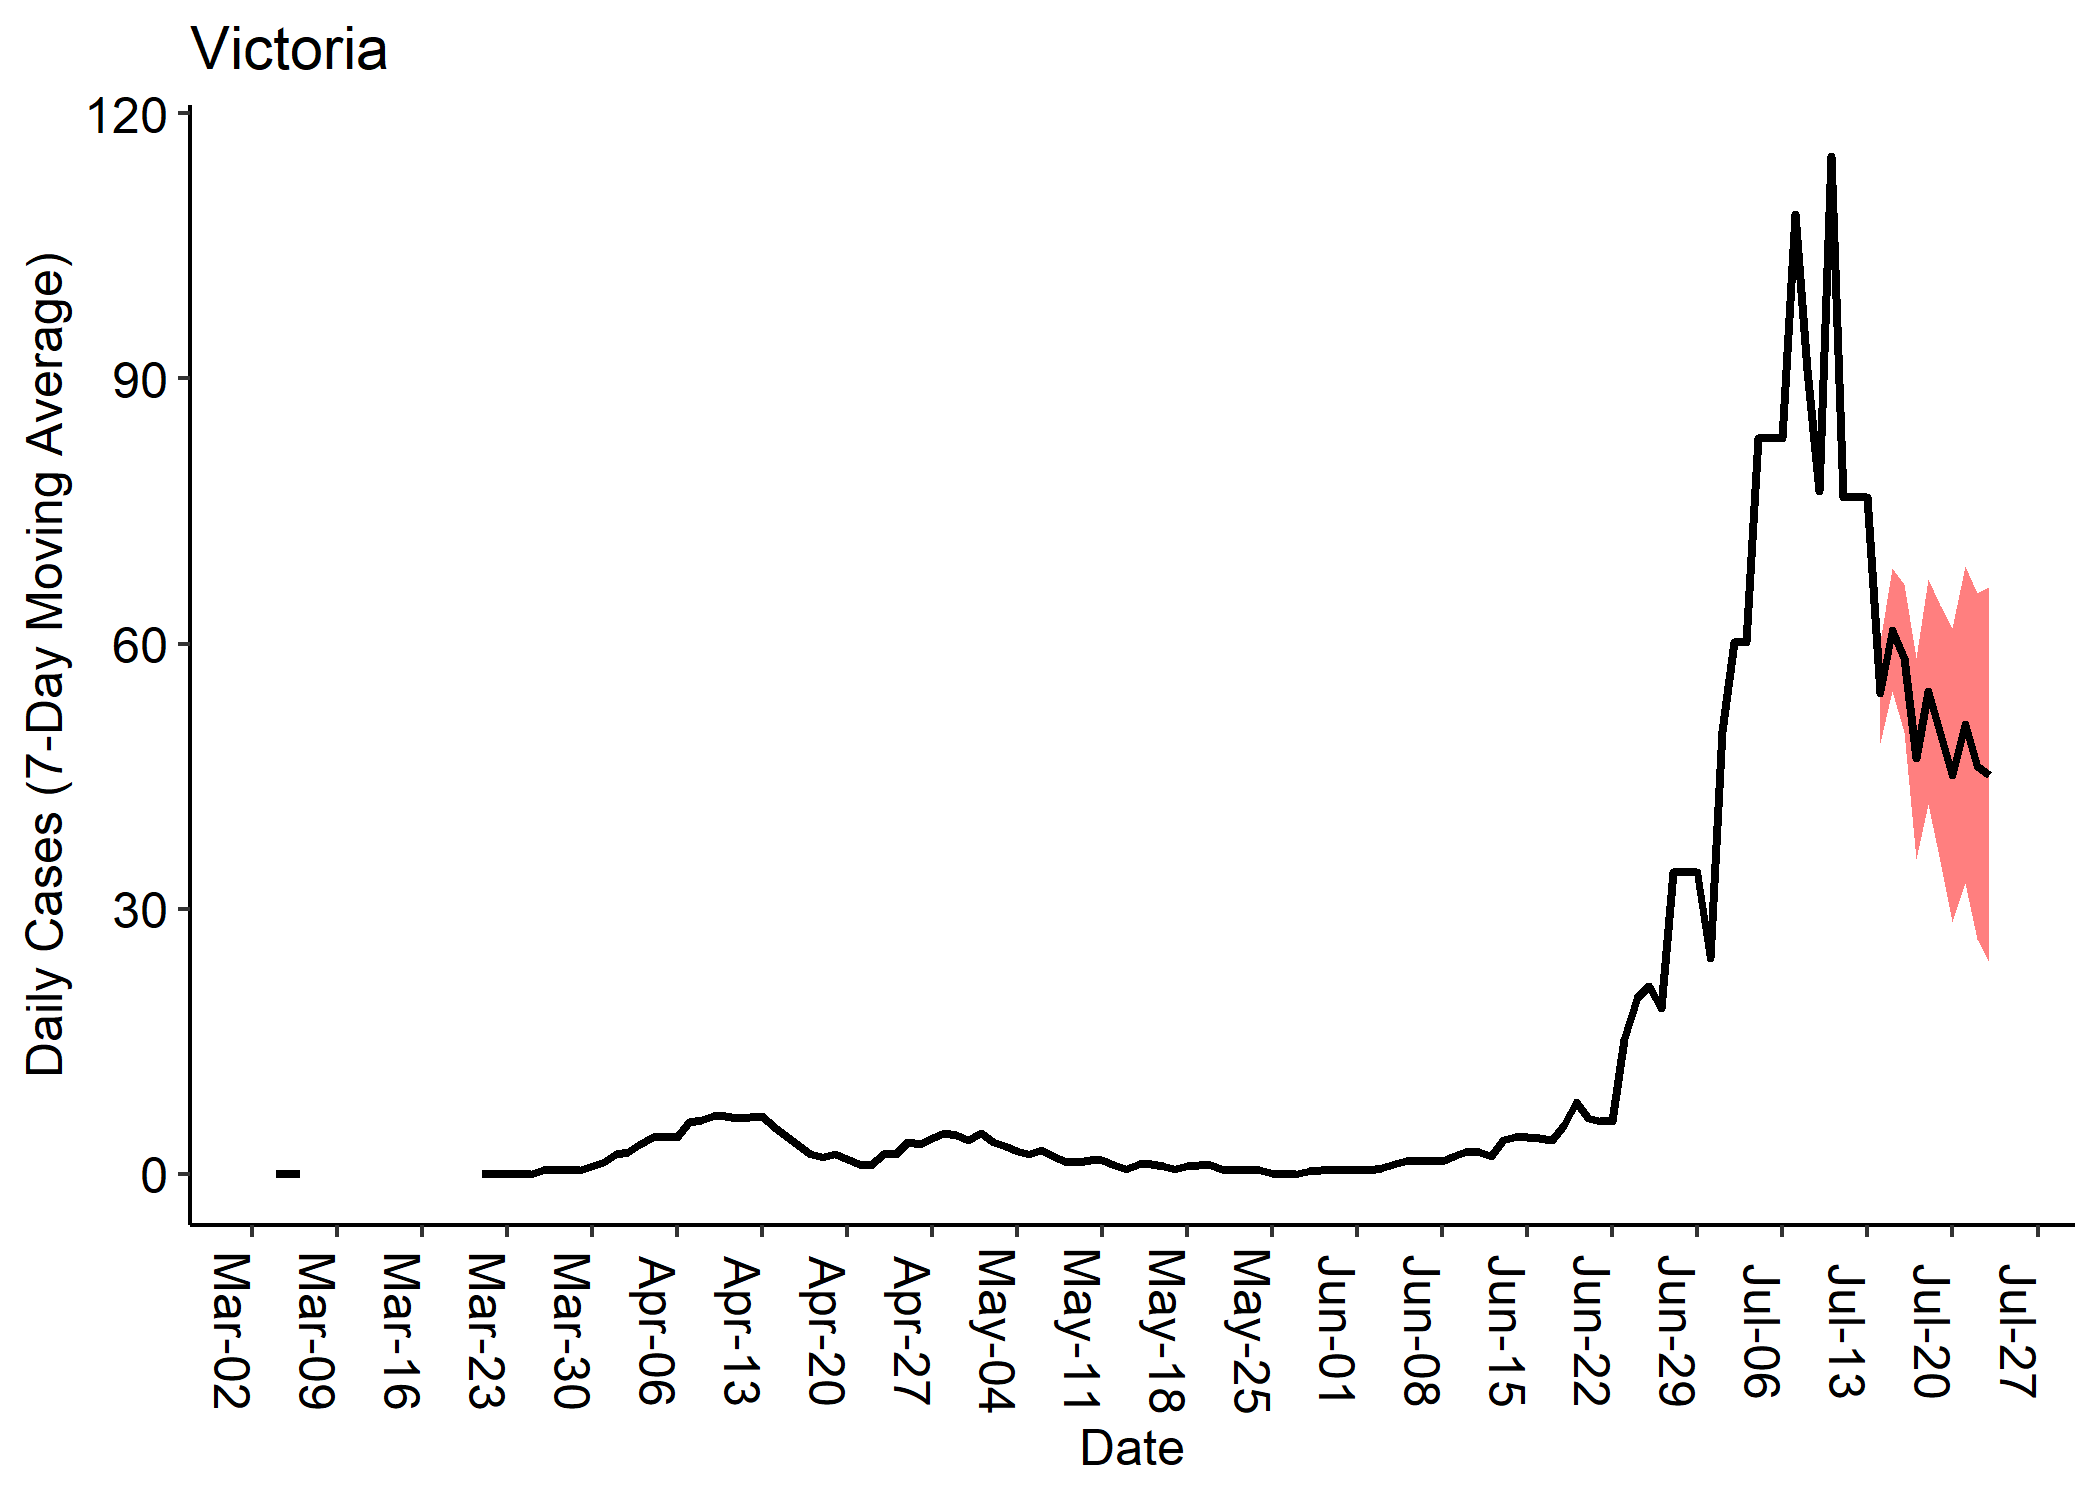 Victoria
Daily Cases (7-Day Moving Average)
120
90
60
30
0
Mar-02
Mar-09
Mar-16
Mar-23
Mar-30
Apr-06
Apr-13
Apr-20
Apr-27
May-04
May-11
May-18
May-25
Jun-01
Jun-08
Jun-15
Jun-22
Jun-29
Jul-06
Jul-13
Jul-20
Jul-27
Date